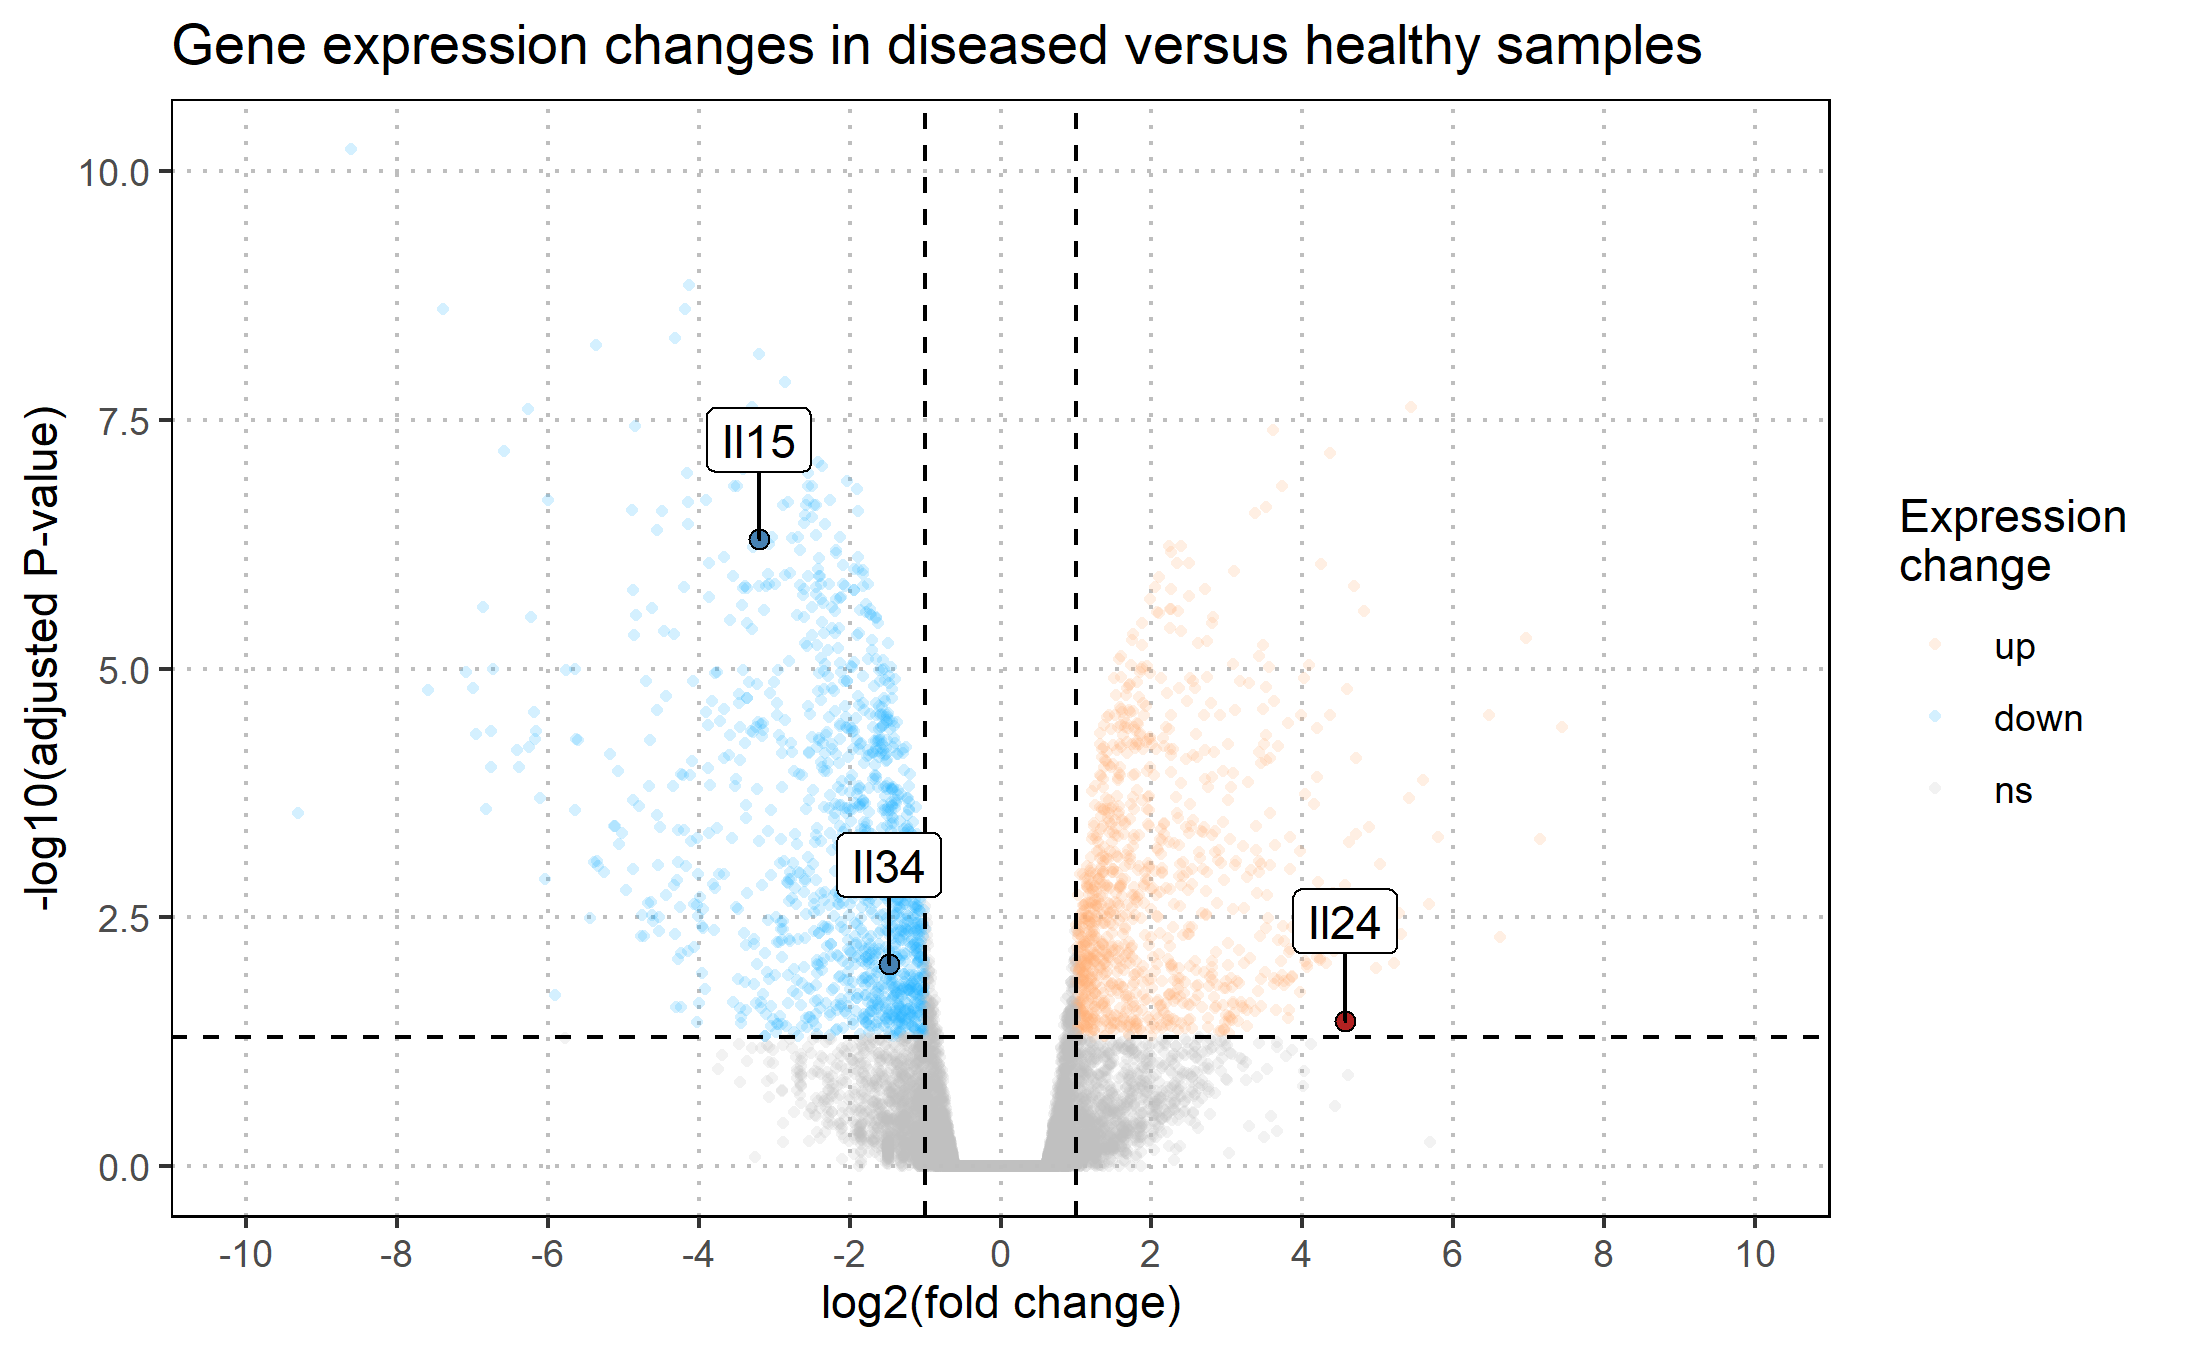 Gene expression changes in diseased versus healthy samples
-log10(adjusted P-value)
10.0
7.5
5.0
2.5
0.0
Il15
Il34
Il24
-10 -8 -6 -4 -2 0 2 4 6 8 10
log2(fold change)
Expression
change
up
down
ns